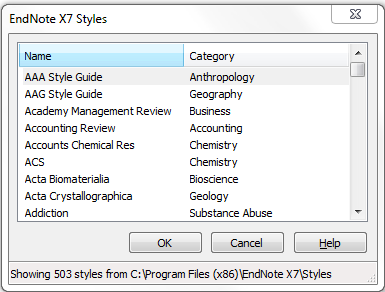 EndNote X7 Styles
Name Category
AAA Style Guide Anthropology
AAG Style Guide Geography
Academy Management Review Business
Accounting Review Accounting
Accounts Chemical Res Chemistry
ACS Chemistry
Acta Biomaterialia Bioscience
Acta Crystallographica Geology
Addiction Substance Abuse
OK Cancel Help
Showing 503 styles from C:\Program Files (x86)\EndNote X7\Styles